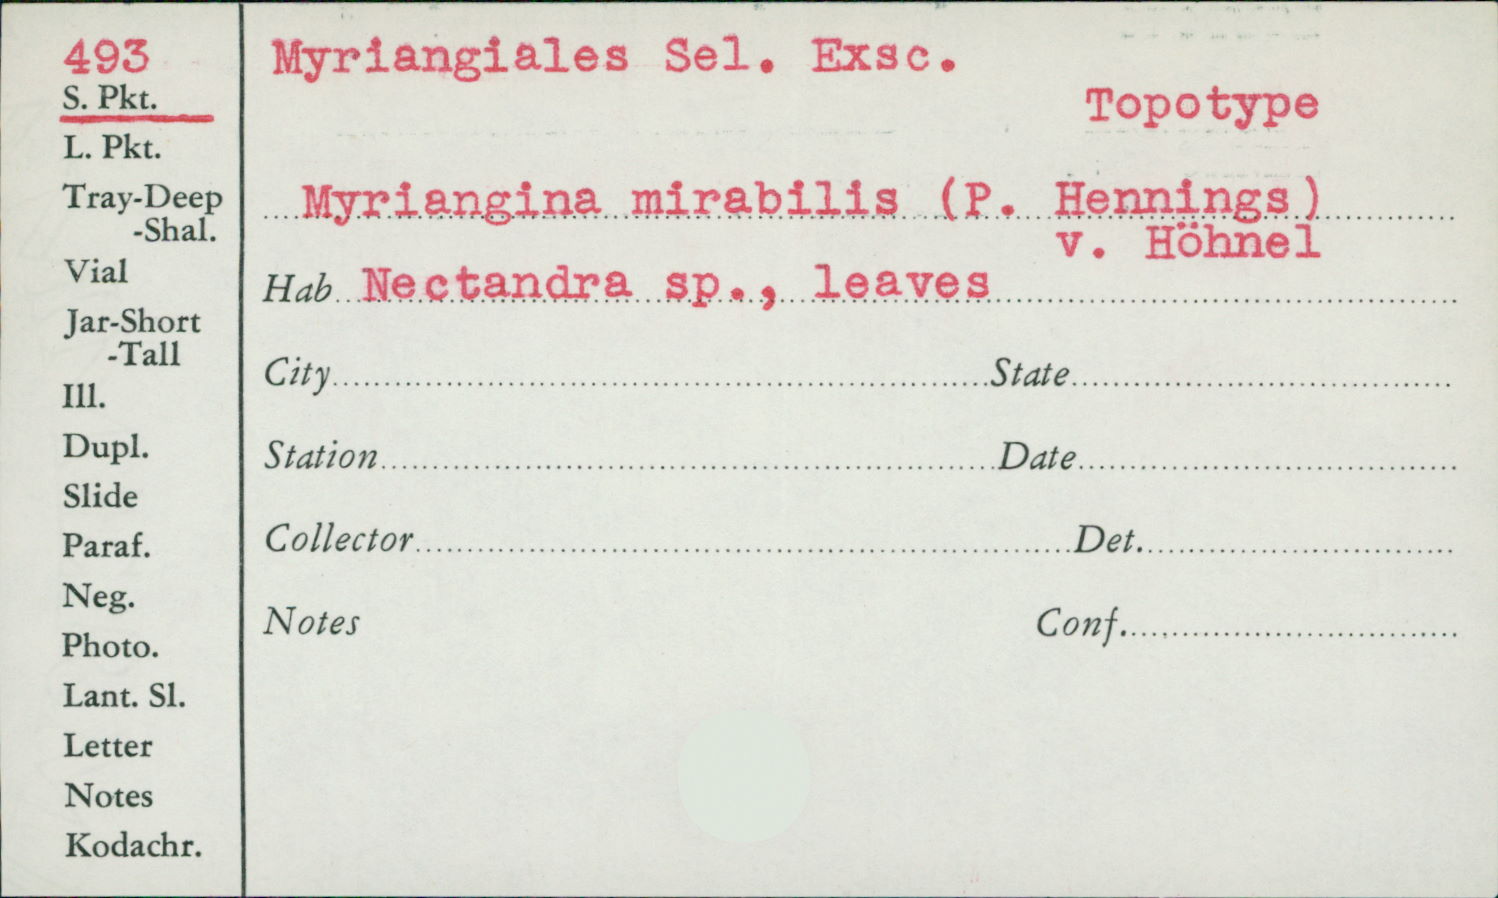 493
S. Pkt.
L. Pkt.
Tray-Deep
-Shal.
Vial
Jar-Short
-Tall
Ill.
Dupl.
Slide
Paraf.
Neg.
Photo.
Lant. Sl.
Letter
Notes
Kodachr.
Myriangiales Sel. Exsc.
Topotype
Myriangina mirabilis (P. Hennings)
v. Höhnel
Hab Nectandra sp., leaves
City State
Station Date
Collector Det.
Notes Conf.